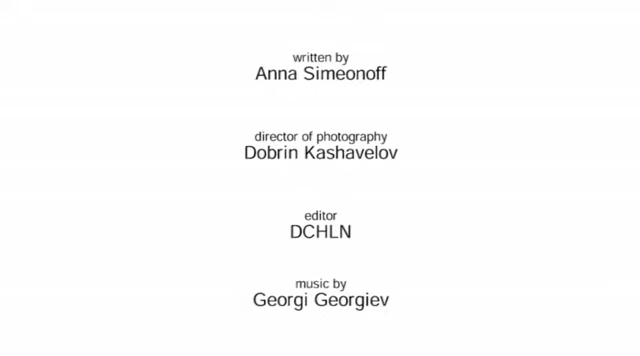 written by
Anna Simeonoff
director of photography
Dobrin Kashavelov
editor
DCHLN
music by
Georgi Georgiev